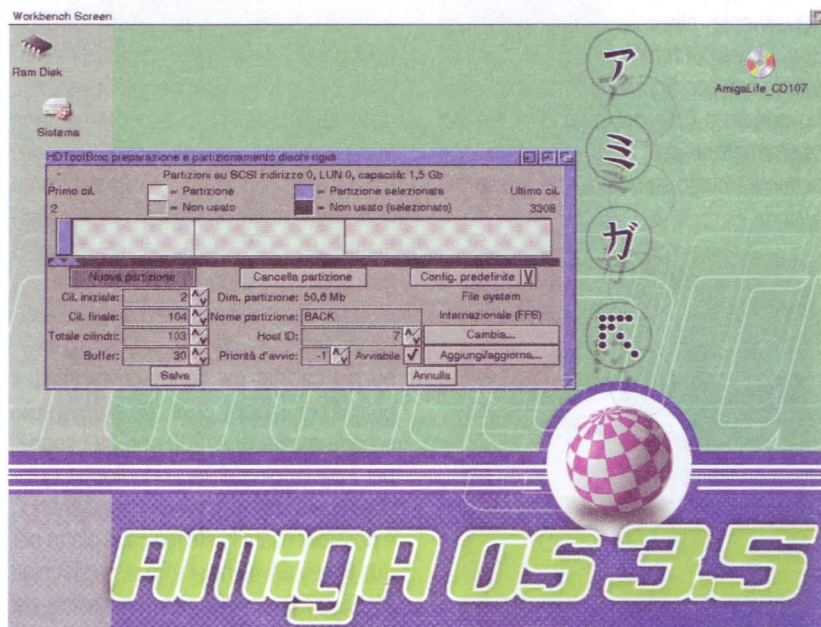 Workbench Screen
Ram Disk
AmigaLife_CD107
Sistema
HDToolBox: preparazione e partizionamento dischi rigidi
Partizioni su SCSI indirizzo 0, LUN 0, capacità: 1,5 Gb
Primo cil.
= Partizione
= Partizione selezionata
Ultimo cil.
2
= Non usato
= Non usato (selezionato)
3308
Nuova partizione
Cancella partizione
Config. predefinite
Cil. iniziale: 2
Dim. partizione: 50,6 Mb
File system
Cil. finale: 104
Nome partizione: BACK
Internazionale (FFS)
Totale cilindri: 103
Host ID: 7
Cambia...
Buffer: 30
Priorità d'avvio: -1
Avviabile
Aggiungi/aggiorna...
Salva
Annulla
ア
ミ
ガ
AMIGA
AMIGA OS 3.5